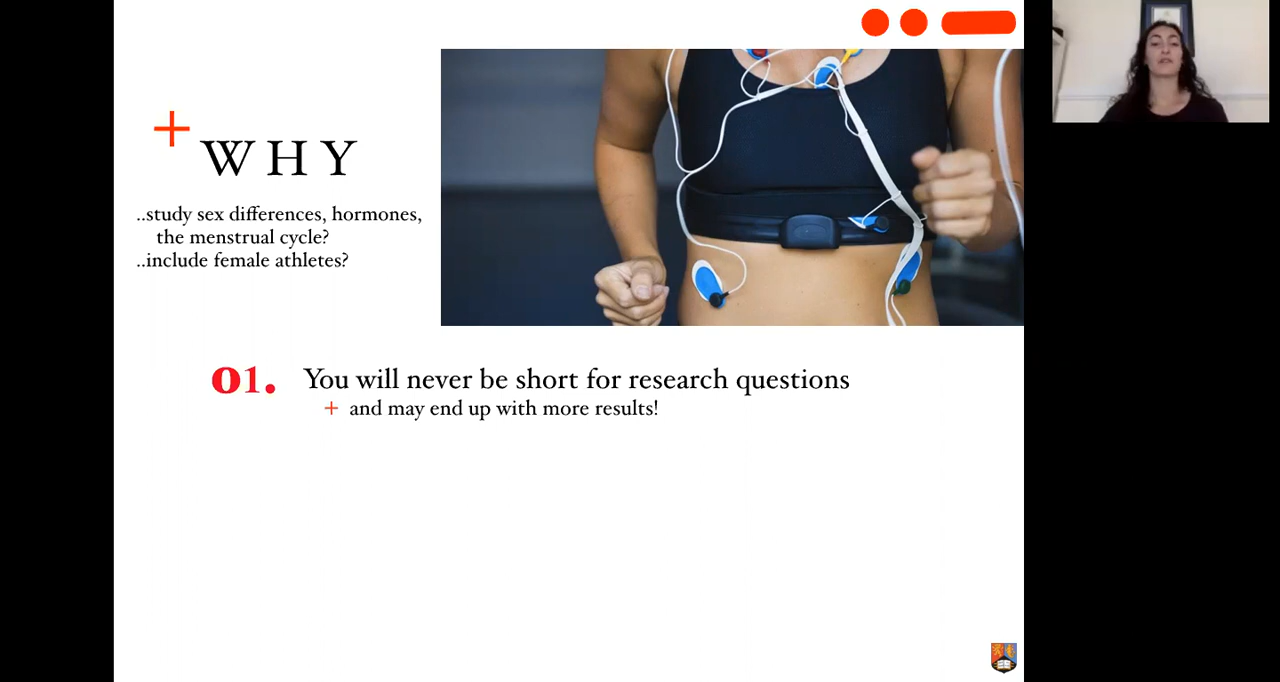 WHY
..study sex differences, hormones,
the menstrual cycle?
..include female athletes?
01. You will never be short for research questions
+ and may end up with more results!